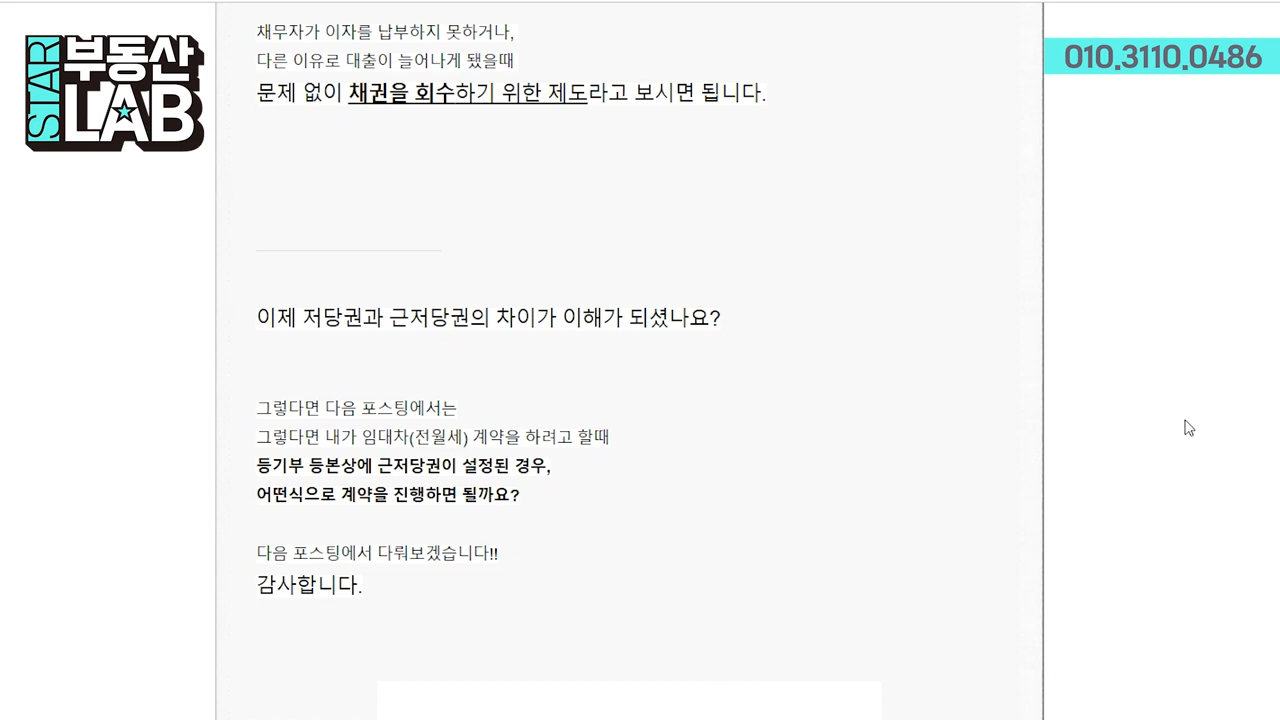 STAR
부동산
LAB
010.3110.0486
채무자가 이자를 납부하지 못하거나,
다른 이유로 대출이 늘어나게 됐을때
문제 없이 채권을 회수하기 위한 제도라고 보시면 됩니다.
이제 저당권과 근저당권의 차이가 이해가 되셨나요?
그렇다면 다음 포스팅에서는
그렇다면 내가 임대차(전월세) 계약을 하려고 할때
등기부 등본상에 근저당권이 설정된 경우,
어떤식으로 계약을 진행하면 될까요?
다음 포스팅에서 다뤄보겠습니다!!
감사합니다.